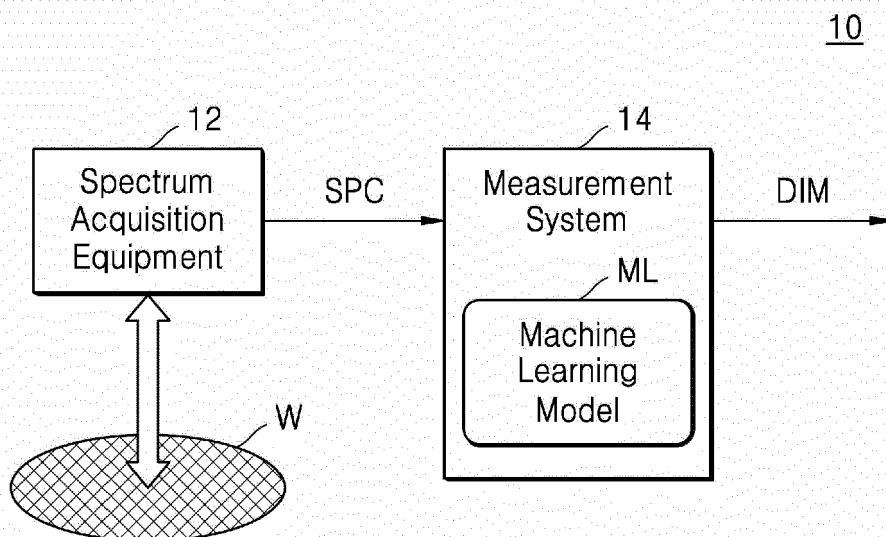 10
12
14
Spectrum
Acquisition
Equipment
SPC
Measurement
System
DIM
ML
Machine
Learning
Model
W